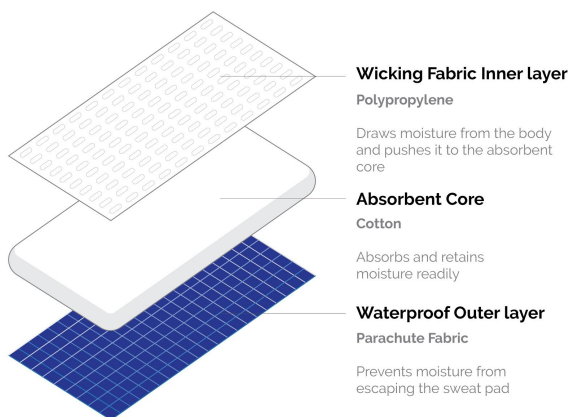 Wicking Fabric Inner layer
Polypropylene
Draws moisture from the body
and pushes it to the absorbent
core
Absorbent Core
Cotton
Absorbs and retains
moisture readily
Waterproof Outer layer
Parachute Fabric
Prevents moisture from
escaping the sweat pad